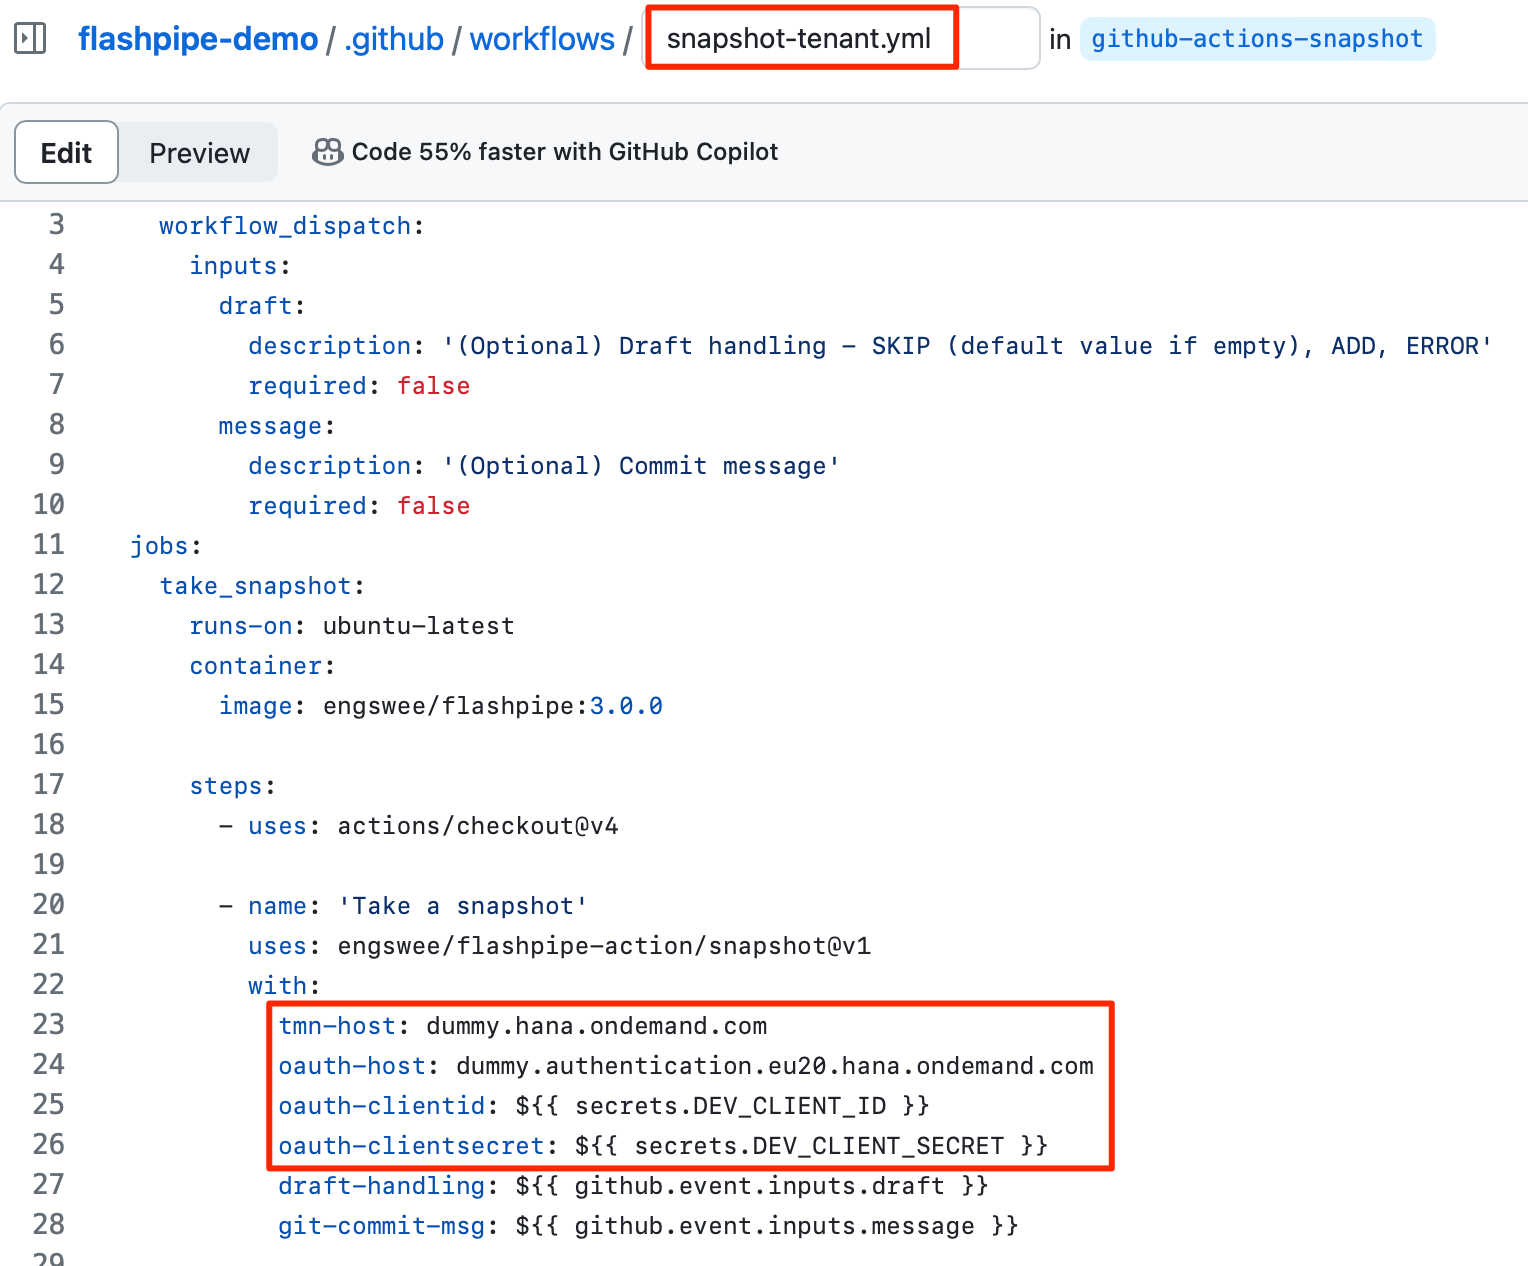 flashpipe-demo / .github / workflows / snapshot-tenant.yml in github-actions-snapshot
Edit Preview Code 55% faster with GitHub Copilot
3 workflow_dispatch:
4 inputs:
5 draft:
6 description: '(Optional) Draft handling – SKIP (default value if empty), ADD, ERROR'
7 required: false
8 message:
9 description: '(Optional) Commit message'
10 required: false
11 jobs:
12 take_snapshot:
13 runs-on: ubuntu-latest
14 container:
15 image: engswee/flashpipe:3.0.0
16
17 steps:
18 - uses: actions/checkout@v4
19
20 - name: 'Take a snapshot'
21 uses: engswee/flashpipe-action/snapshot@v1
22 with:
23 tmn-host: dummy.hana.ondemand.com
24 oauth-host: dummy.authentication.eu20.hana.ondemand.com
25 oauth-clientid: ${{ secrets.DEV_CLIENT_ID }}
26 oauth-clientsecret: ${{ secrets.DEV_CLIENT_SECRET }}
27 draft-handling: ${{ github.event.inputs.draft }}
28 git-commit-msg: ${{ github.event.inputs.message }}
29